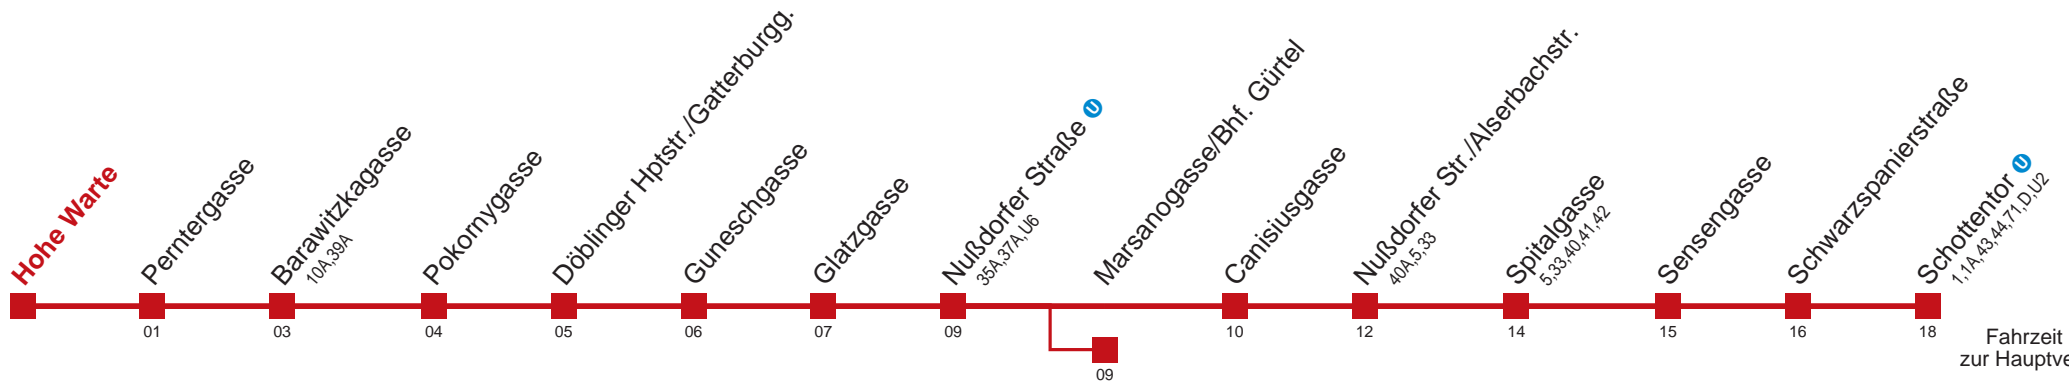 Hohe Warte
Perntergasse
01
Barawitzkagasse
10A,39A
03
Pokornygasse
04
Döblinger Hptstr./Gatterburgg.
05
Guneschgasse
06
Glatzgasse
07
Nußdorfer Straße U
35A,37A,U6
09
Marsanogasse/Bhf. Gürtel
09
Canisiusgasse
10
Nußdorfer Str./Alserbachstr.
40A,5,33
12
Spitalgasse
5,33,40,41,42
14
Sensengasse
15
Schwarzspanierstraße
16
Schottentor U
1,1A,43,44,71,D,U2
18
Fahrzeit
zur Hauptve